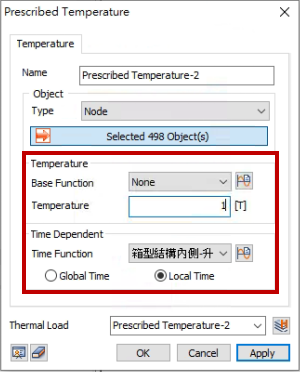 Prescribed Temperature
Temperature
Name Prescribed Temperature-2
Object
Type Node
Selected 498 Object(s)
Temperature
Base Function None
Temperature 1 [T]
Time Dependent
Time Function 箱型結構內側-升
Global Time Local Time
Thermal Load Prescribed Temperature-2
OK Cancel Apply